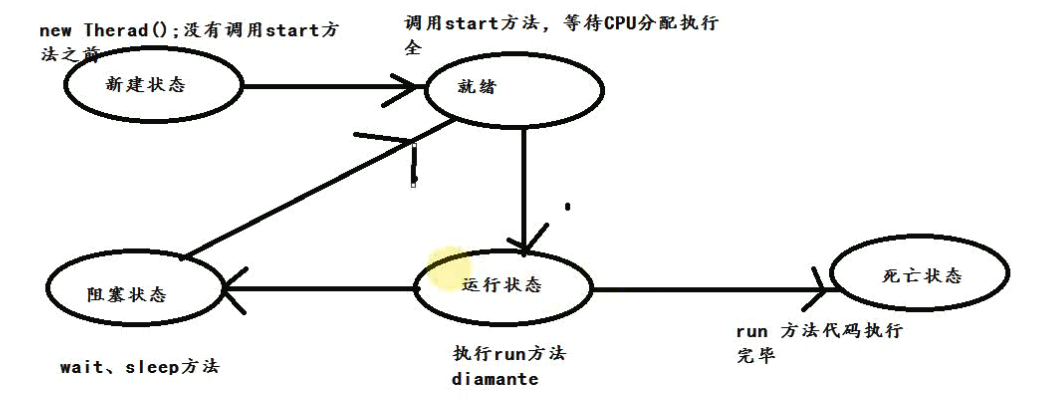 new Therad();没有调用start方
法之前
新建状态
调用start方法，等待CPU分配执行
全
就绪
阻塞状态
wait、sleep方法
运行状态
执行run方法
diamante
死亡状态
run 方法代码执行
完毕